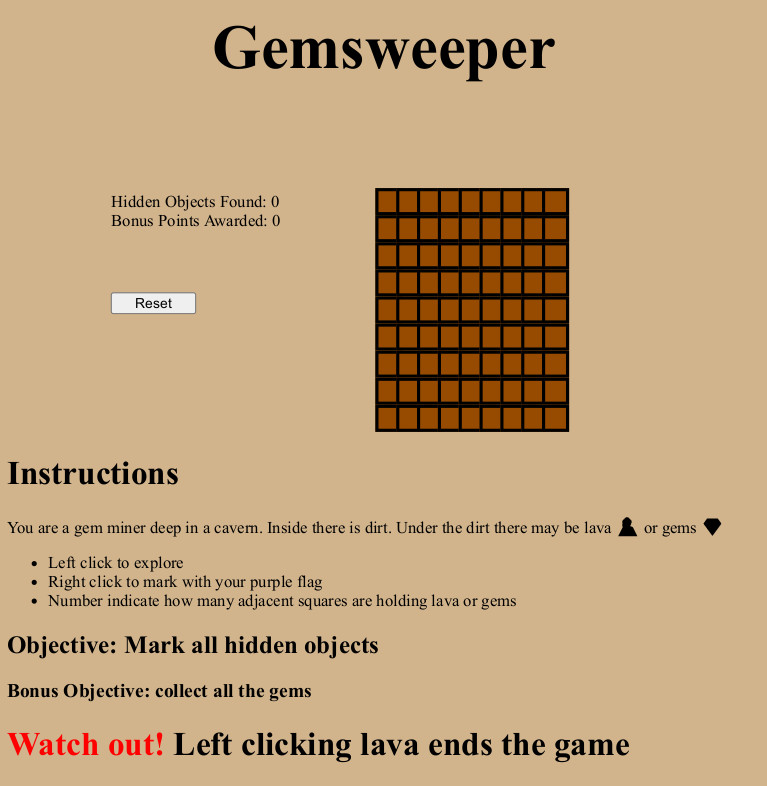 Gemsweeper
Hidden Objects Found: 0
Bonus Points Awarded: 0
Reset
Instructions
You are a gem miner deep in a cavern. Inside there is dirt. Under the dirt there may be lava or gems
Left click to explore
Right click to mark with your purple flag
Number indicate how many adjacent squares are holding lava or gems
Objective: Mark all hidden objects
Bonus Objective: collect all the gems
Watch out! Left clicking lava ends the game